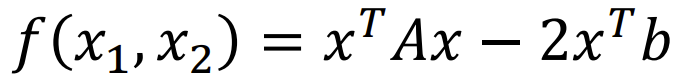 f(x₁, x₂) = xᵀAx − 2xᵀb